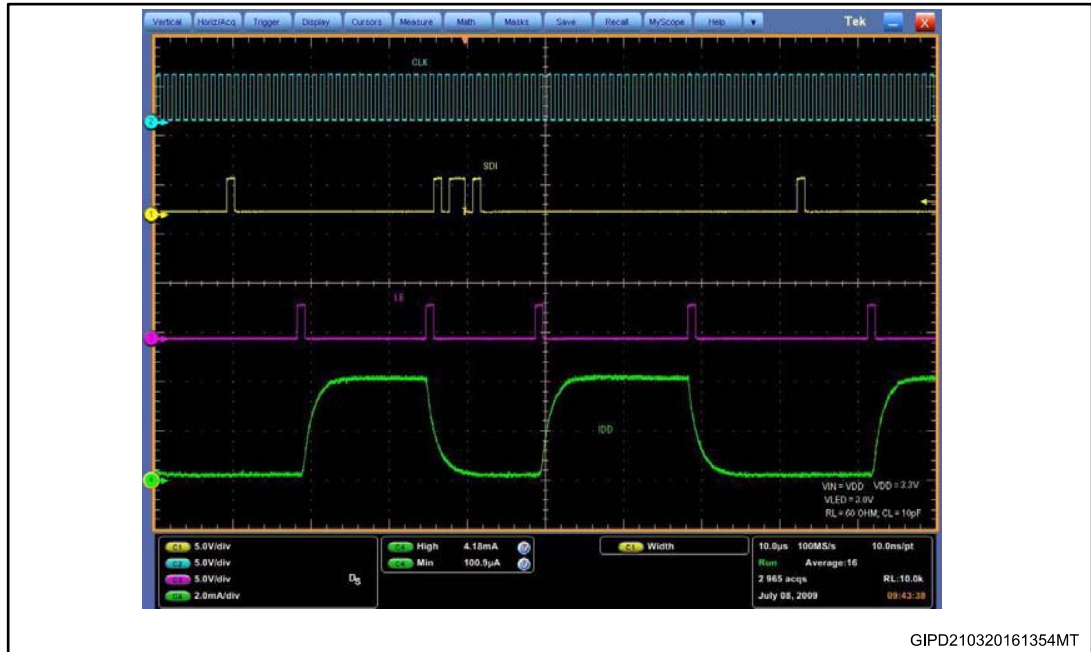 Vertical Horiz/Acq Trigger Display Cursors Measure Math Masks Save Recall MyScope Help Tek X
CLK
2
SDI
1
LE
3
IDD
4
VIN = VDD VDD = 3.3V
VLED = 3.0V
RL = 60 OHM; CL = 10pF
C1 5.0V/div
C2 5.0V/div
C3 5.0V/div
C4 2.0mA/div
C4 High 4.18mA
C4 Min 100.9µA
C1 Width
10.0µs 100MS/s 10.0ns/pt
Run Average:16
2 965 acqs RL:10.0k
July 08, 2009 09:43:38
GIPD210320161354MT